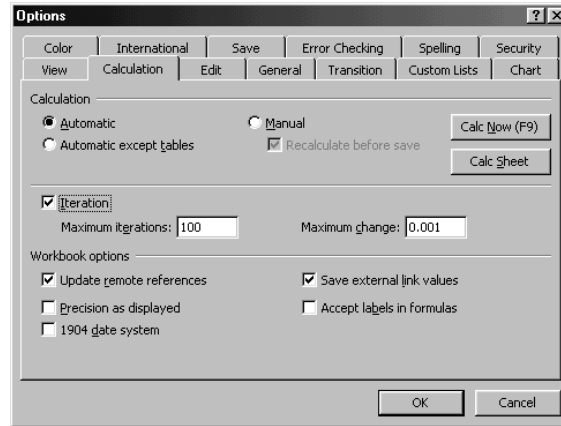 Options
Color International Save Error Checking Spelling Security
View Calculation Edit General Transition Custom Lists Chart
Calculation
Automatic Manual Calc Now (F9)
Automatic except tables Recalculate before save
Calc Sheet
Iteration
Maximum iterations: 100 Maximum change: 0.001
Workbook options
Update remote references Save external link values
Precision as displayed Accept labels in formulas
1904 date system
OK Cancel